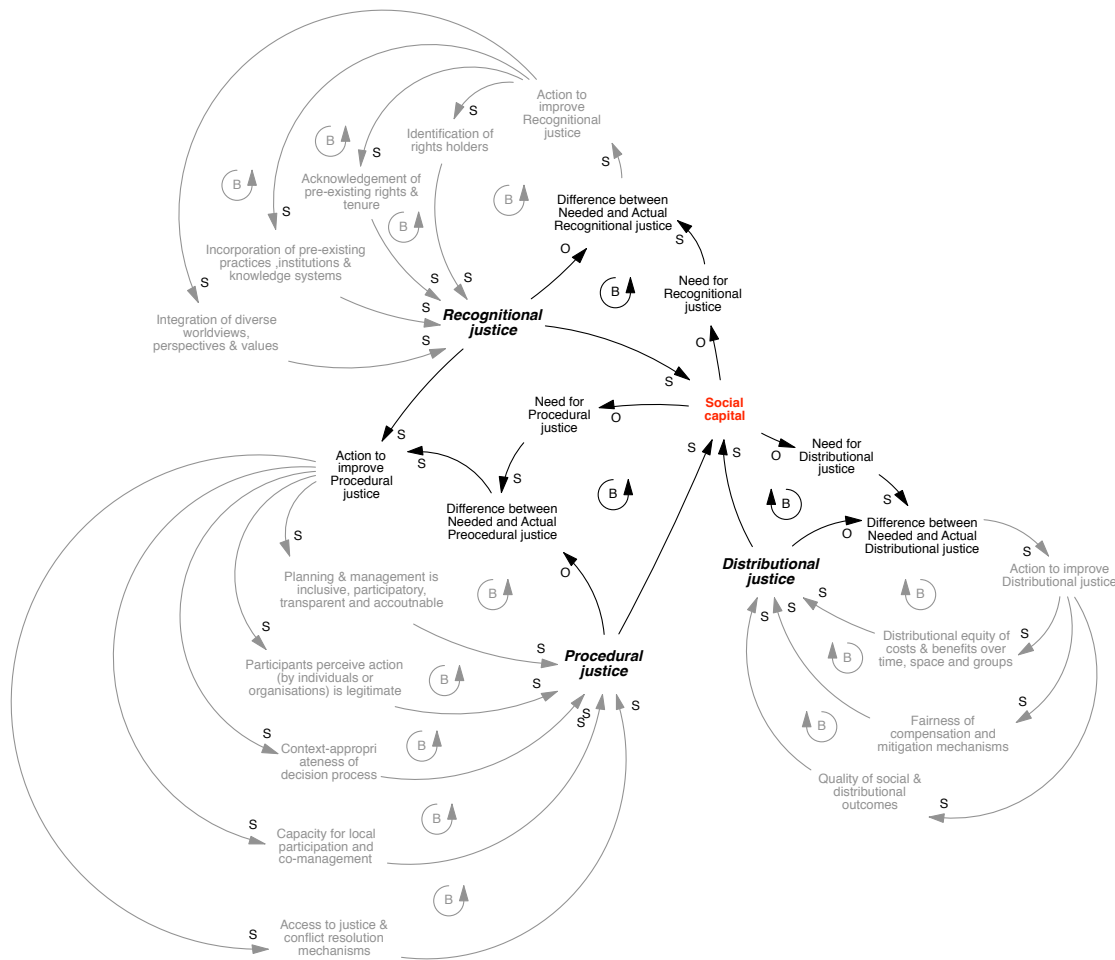 Action to
improve
Recognitional
justice
S
Identification of
rights holders
B
S
S
Acknowledgement of
pre-existing rights &
tenure
B
B
Difference between
Needed and Actual
Recognitional justice
S
B
S
Incorporation of pre-existing
practices ,institutions &
knowledge systems
O
S
Need for
Recognitional
justice
B
S
S
S
S
Integration of diverse
worldviews,
perspectives & values
Recognitional
justice
S
O
S
Social
capital
Need for
Procedural
justice
O
S
S
S
Need for
Distributional
justice
O
Action to
improve
Procedural
justice
S
S
B
B
S
Difference between
Needed and Actual
Preocedural justice
Difference between
Needed and Actual
Distributional justice
O
S
Distributional
justice
Action to improve
Distributional justice
O
S
Planning & management is
inclusive, participatory,
transparent and accoutnable
B
B
S
S
S
S
Distributional equity of
costs & benefits over
time, space and groups
S
B
Procedural
justice
S
Participants perceive action
(by individuals or
organisations) is legitimate
B
S
S
S
S
S
Fairness of
compensation and
mitigation mechanisms
B
S
Context-appropri
ateness of
decision process
B
Quality of social &
distributional
outcomes
S
S
Capacity for local
participation and
co-management
B
B
S
Access to justice &
conflict resolution
mechanisms